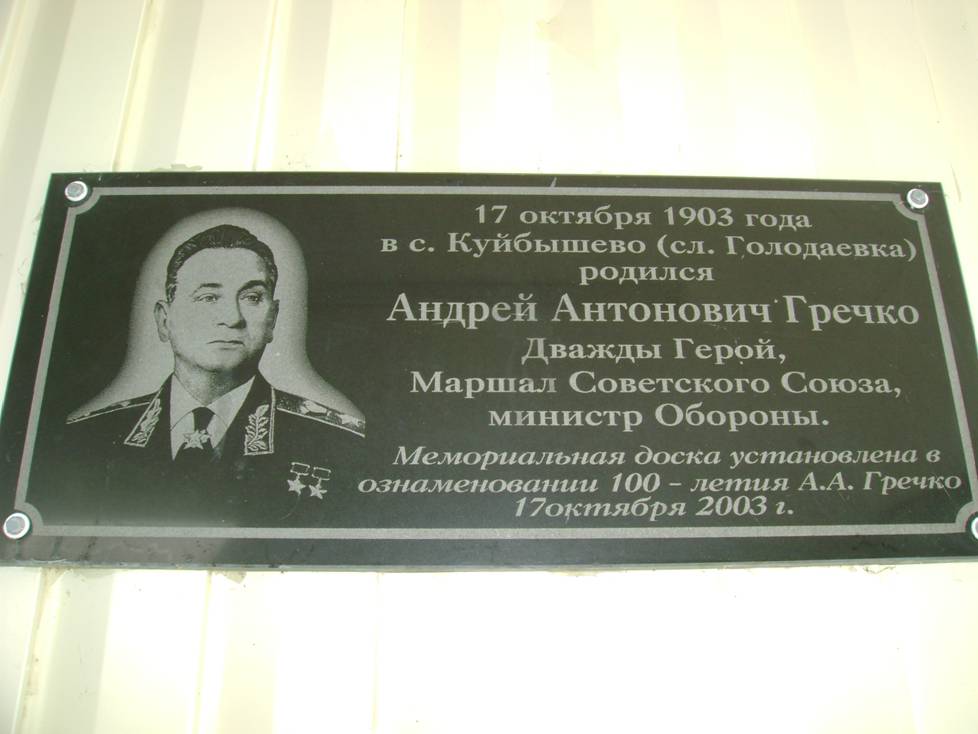 17 октября 1903 года
в с. Куйбышево (сл. Голодаевка)
родился
Андрей Антонович Гречко
Дважды Герой,
Маршал Советского Союза,
министр Обороны.
Мемориальная доска установлена в
ознаменовании 100 - летия А.А. Гречко
17октября 2003 г.